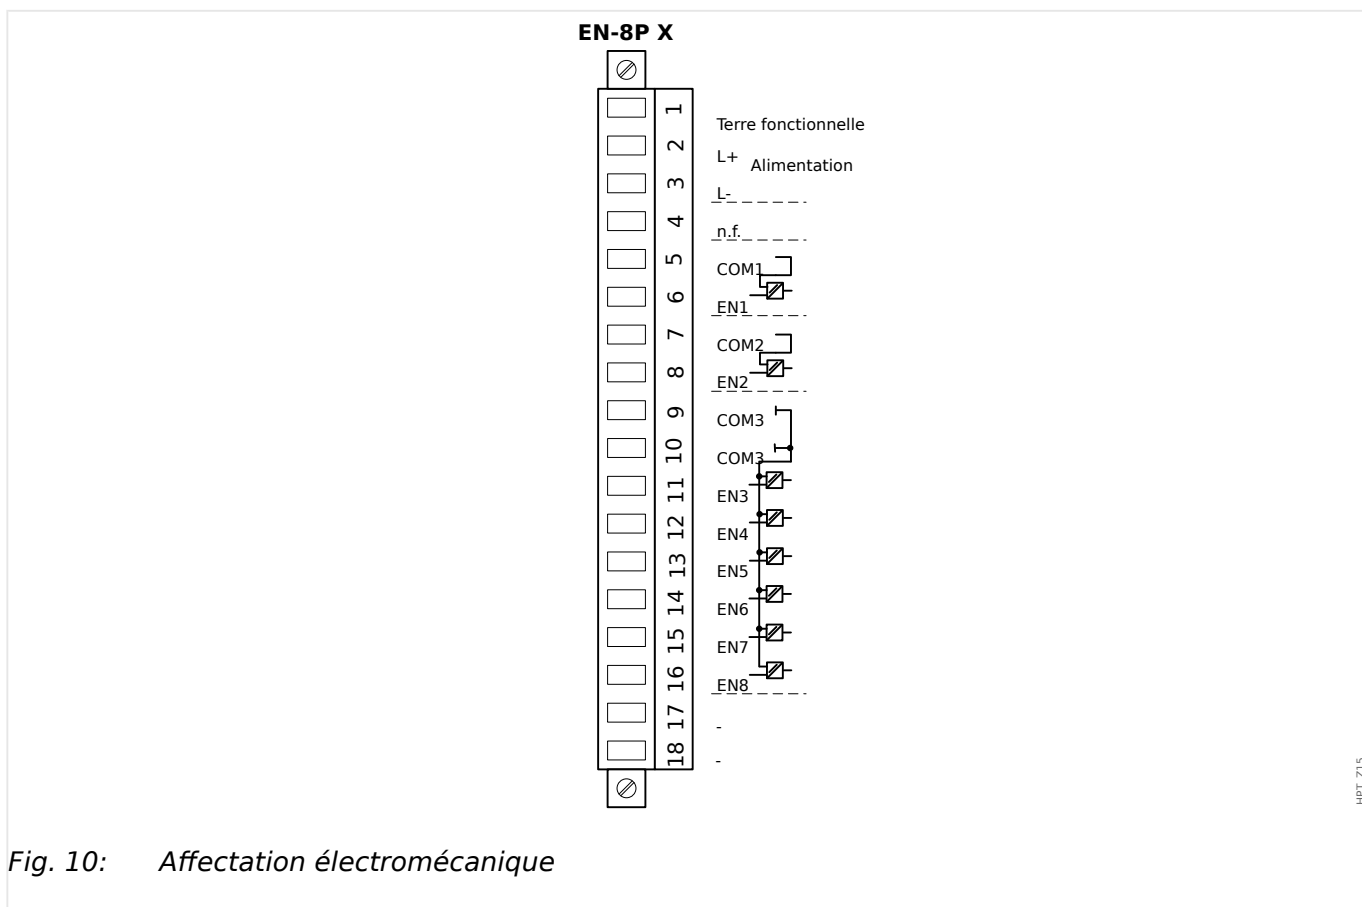 EN-8P X
1
Terre fonctionnelle
2
L+
Alimentation
3
L-
4
n.f.
5
COM1
6
EN1
7
COM2
8
EN2
9
COM3
10
COM3
11
EN3
12
EN4
13
EN5
14
EN6
15
EN7
16
EN8
17
-
18
-
Fig. 10: Affectation électromécanique